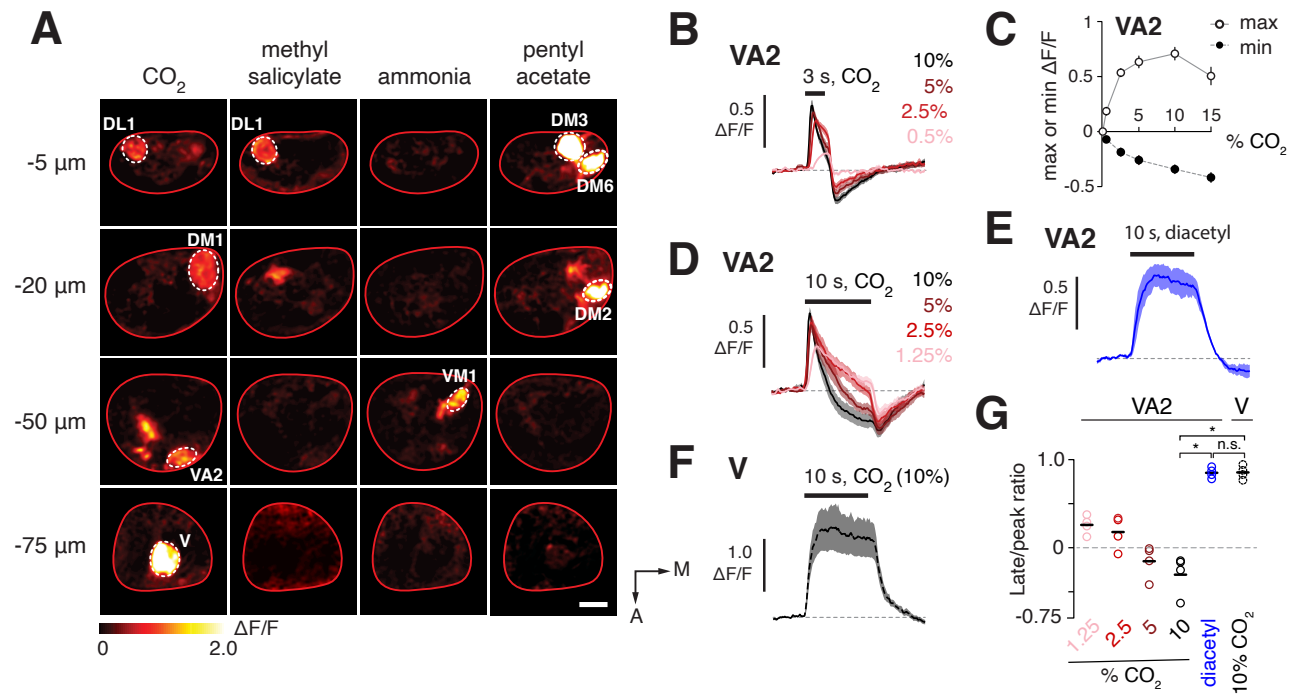 A
CO2
methyl
salicylate
ammonia
pentyl
acetate
-5 µm
DL1
DL1
DM3
DM6
-20 µm
DM1
DM2
-50 µm
VA2
VM1
-75 µm
V
0
2.0
ΔF/F
M
A
B
VA2
3 s, CO2
10%
5%
2.5%
0.5%
0.5
ΔF/F
C
VA2
max
min
max or min ΔF/F
1
0.5
0
-0.5
5
10
15
% CO2
D
VA2
10 s, CO2
10%
5%
2.5%
1.25%
0.5
ΔF/F
E
VA2
10 s, diacetyl
0.5
ΔF/F
F
V
10 s, CO2 (10%)
1.0
ΔF/F
G
VA2
V
*
*
n.s.
Late/peak ratio
1.0
0
-0.75
1.25
2.5
5
10
% CO2
diacetyl
10% CO2